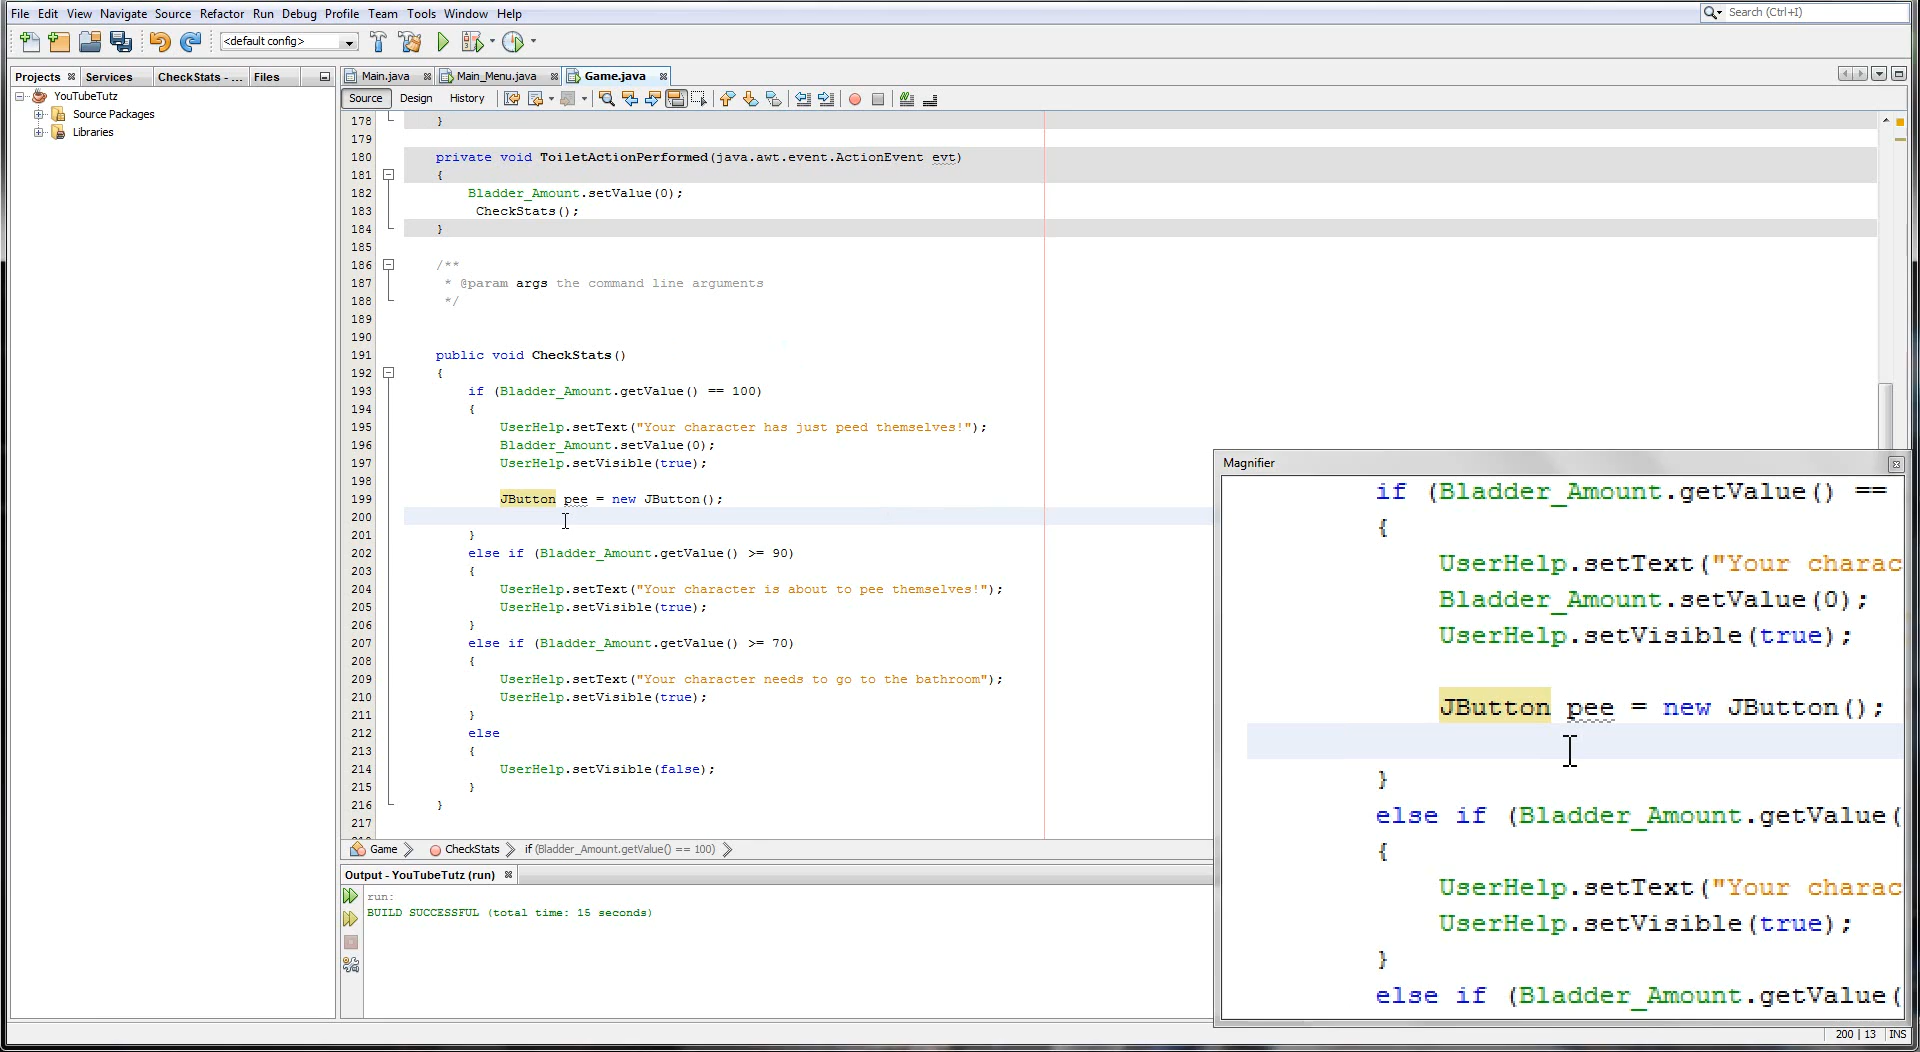 File Edit View Navigate Source Refactor Run Debug Profile Team Tools Window Help
Search (Ctrl+I)
<default config>
Projects Services CheckStats - ... Files
Main.java Main_Menu.java Game.java
YouTubeTutz
Source Packages
Libraries
Source Design History
178 }
179
180 private void ToiletActionPerformed(java.awt.event.ActionEvent evt)
181 {
182 Bladder_Amount.setValue(0);
183 CheckStats();
184 }
185
186 /**
187 * @param args the command line arguments
188 */
189
190
191 public void CheckStats()
192 {
193 if (Bladder_Amount.getValue() == 100)
194 {
195 UserHelp.setText("Your character has just peed themselves!");
196 Bladder_Amount.setValue(0);
197 UserHelp.setVisible(true);
198
199 JButton pee = new JButton();
200
201 }
202 else if (Bladder_Amount.getValue() >= 90)
203 {
204 UserHelp.setText("Your character is about to pee themselves!");
205 UserHelp.setVisible(true);
206 }
207 else if (Bladder_Amount.getValue() >= 70)
208 {
209 UserHelp.setText("Your character needs to go to the bathroom");
210 UserHelp.setVisible(true);
211 }
212 else
213 {
214 UserHelp.setVisible(false);
215 }
216 }
217
Game CheckStats if (Bladder_Amount.getValue() == 100)
Output - YouTubeTutz (run)
run:
BUILD SUCCESSFUL (total time: 15 seconds)
Magnifier
if (Bladder_Amount.getValue() ==
{
UserHelp.setText("Your charac
Bladder_Amount.setValue(0);
UserHelp.setVisible(true);
JButton pee = new JButton();
}
else if (Bladder_Amount.getValue(
{
UserHelp.setText("Your charac
UserHelp.setVisible(true);
}
else if (Bladder_Amount.getValue(
200 | 13 INS